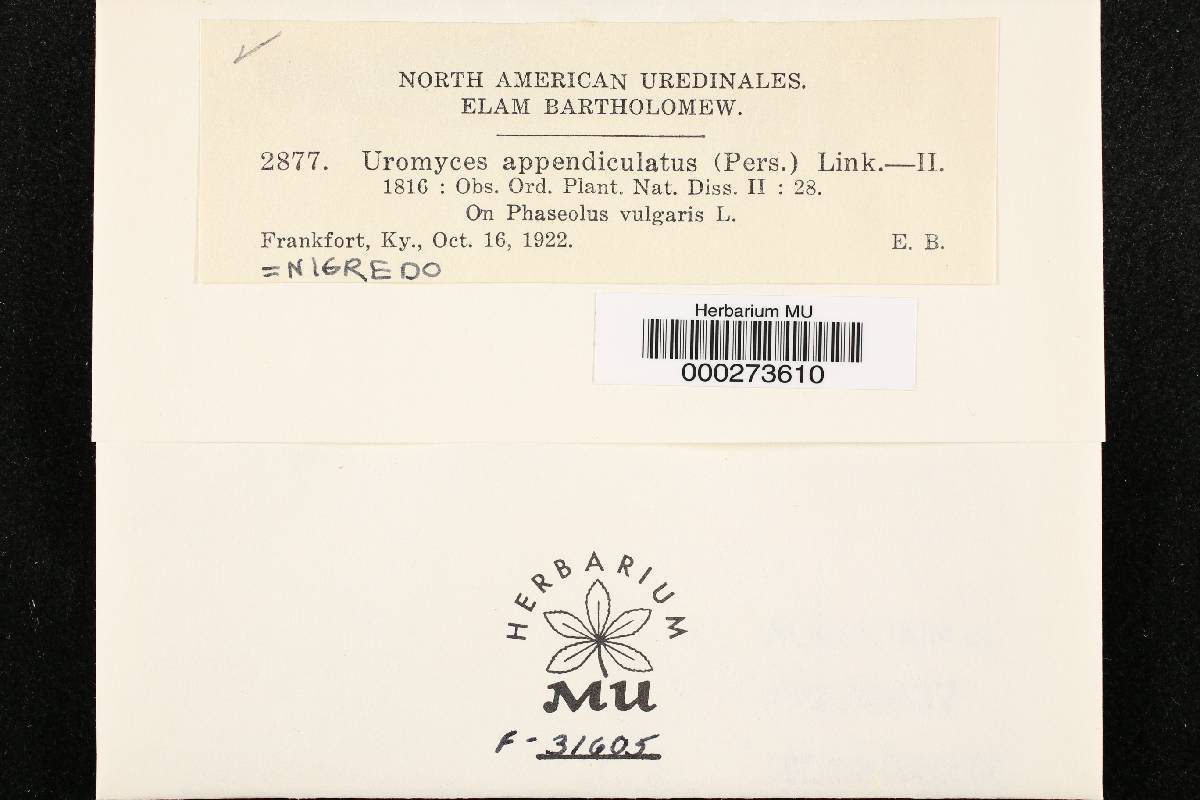 NORTH AMERICAN UREDINALES.
ELAM BARTHOLOMEW.
2877. Uromyces appendiculatus (Pers.) Link.—II.
1816 : Obs. Ord. Plant. Nat. Diss. II : 28.
On Phaseolus vulgaris L.
Frankfort, Ky., Oct. 16, 1922. E. B.
=NIGREDO
Herbarium MU
000273610
HERBARIUM
MU
F-31605